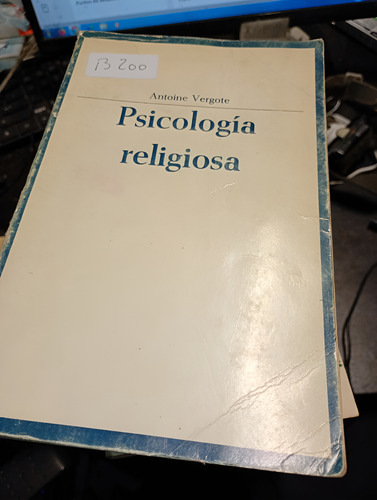 B 200
Antoine Vergote
Psicología
religiosa